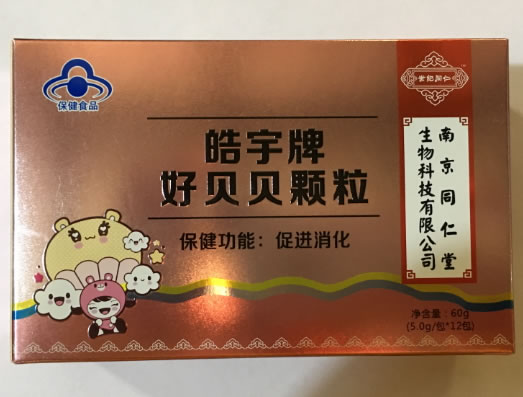 保健食品
皓宇牌
好贝贝颗粒
保健功能：促进消化
南京同仁堂
生物科技有限公司
净含量：60g
(5.0g/包*12包)